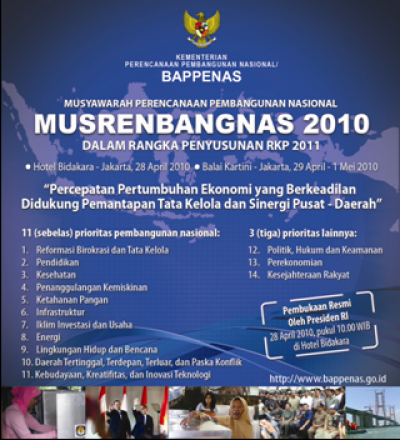 KEMENTERIAN
PERENCANAAN PEMBANGUNAN NASIONAL/
BAPPENAS
MUSYAWARAH PERENCANAAN PEMBANGUNAN NASIONAL
MUSRENBANGNAS 2010
DALAM RANGKA PENYUSUNAN RKP 2011
• Hotel Bidakara - Jakarta, 28 April 2010 • Balai Kartini - Jakarta, 29 April - 1 Mei 2010
“Percepatan Pertumbuhan Ekonomi yang Berkeadilan
Didukung Pemantapan Tata Kelola dan Sinergi Pusat - Daerah”
11 (sebelas) prioritas pembangunan nasional:
1. Reformasi Birokrasi dan Tata Kelola
2. Pendidikan
3. Kesehatan
4. Penanggulangan Kemiskinan
5. Ketahanan Pangan
6. Infrastruktur
7. Iklim Investasi dan Usaha
8. Energi
9. Lingkungan Hidup dan Bencana
10. Daerah Tertinggal, Terdepan, Terluar, dan Paska Konflik
11. Kebudayaan, Kreatifitas, dan Inovasi Teknologi
3 (tiga) prioritas lainnya:
12. Politik, Hukum dan Keamanan
13. Perekonomian
14. Kesejahteraan Rakyat
Pembukaan Resmi
Oleh Presiden RI
28 April 2010, pukul 10.00 WIB
di Hotel Bidakara
http://www.bappenas.go.id